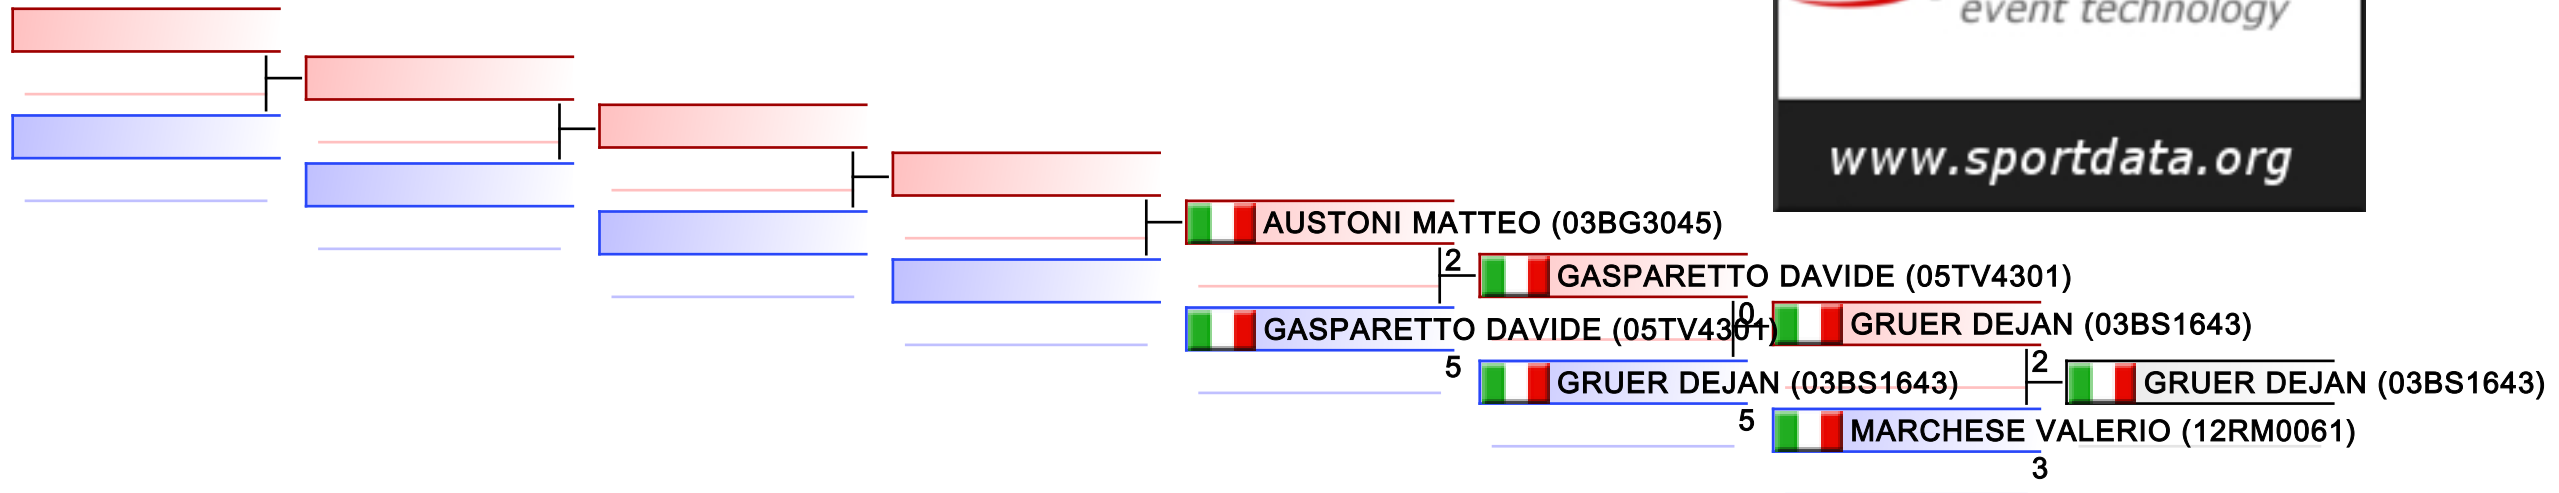 event technology
www.sportdata.org
AUSTONI MATTEO (03BG3045)
2
GASPARETTO DAVIDE (05TV4301)
GASPARETTO DAVIDE (05TV4301)
5
0
GRUER DEJAN (03BS1643)
GRUER DEJAN (03BS1643)
5
2
GRUER DEJAN (03BS1643)
MARCHESE VALERIO (12RM0061)
3